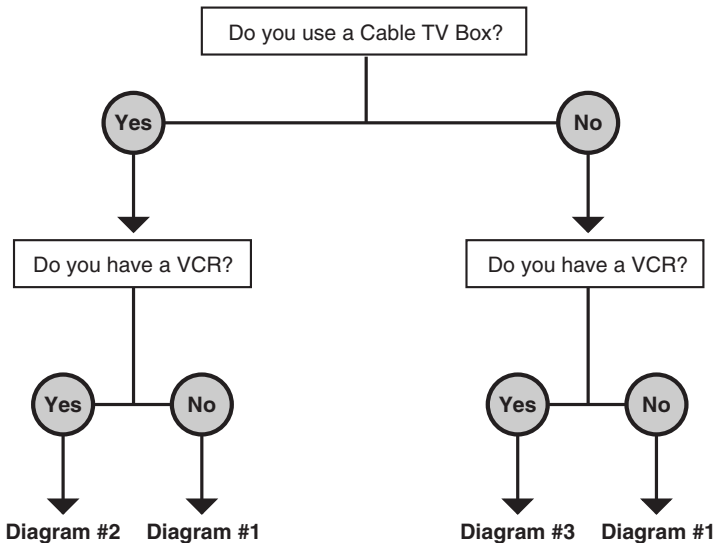 Do you use a Cable TV Box?
Yes
No
Do you have a VCR?
Do you have a VCR?
Yes
No
Yes
No
Diagram #2
Diagram #1
Diagram #3
Diagram #1